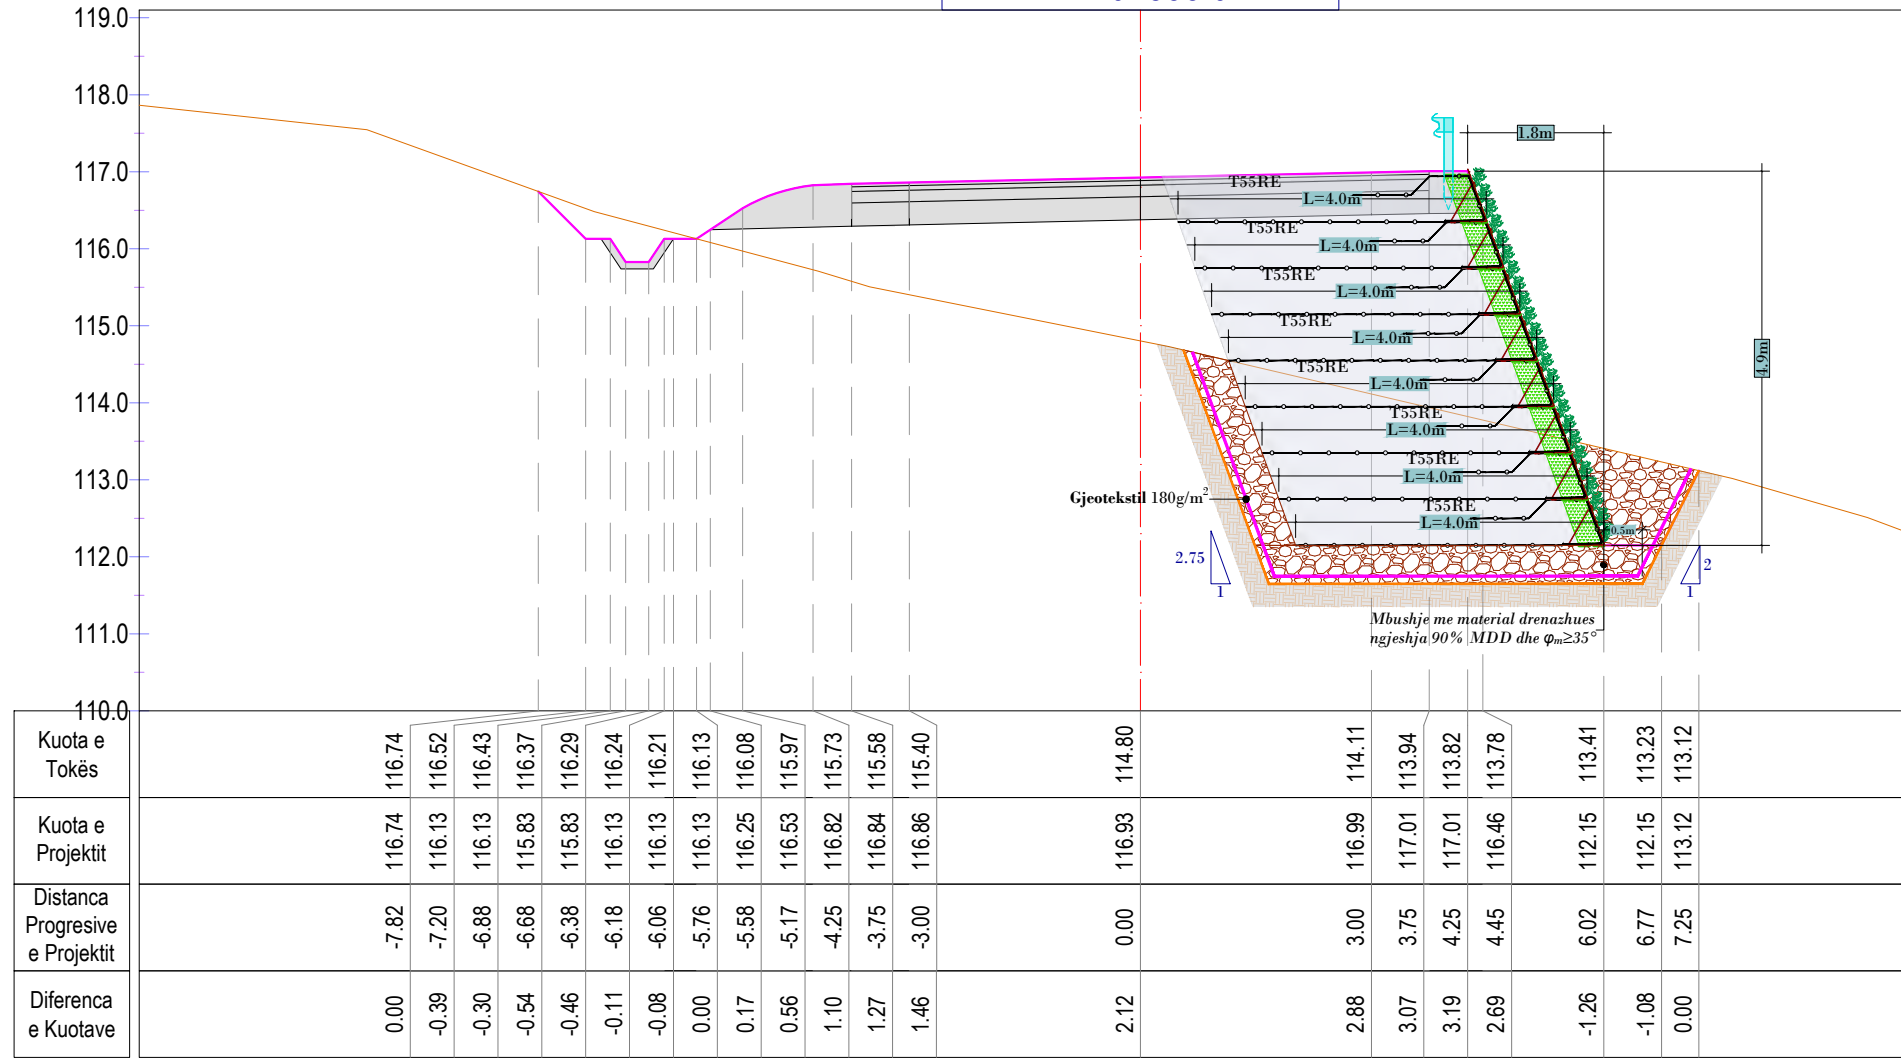 119.0
118.0
117.0
116.0
115.0
114.0
113.0
112.0
111.0
110.0
1.8m
4.9m
T55RE
L=4.0m
T55RE
L=4.0m
T55RE
L=4.0m
T55RE
L=4.0m
T55RE
L=4.0m
T55RE
L=4.0m
T55RE
L=4.0m
T55RE
L=4.0m
0.5m
Gjeotekstil 180g/m²
2.75
1
2
1
Mbushje me material drenazhues
ngjeshja 90% MDD dhe φm≥35°
Kuota e
Tokës
116.74 116.52 116.43 116.37 116.29 116.24 116.21 116.13 116.08 115.97 115.73 115.58 115.40 114.80 114.11 113.94 113.82 113.78 113.41 113.23 113.12
Kuota e
Projektit
116.74 116.13 116.13 115.83 115.83 116.13 116.13 116.13 116.25 116.53 116.82 116.84 116.86 116.93 116.99 117.01 117.01 116.46 112.15 112.15 113.12
Distanca
Progresive
e Projektit
-7.82 -7.20 -6.88 -6.68 -6.38 -6.18 -6.06 -5.76 -5.58 -5.17 -4.25 -3.75 -3.00 0.00 3.00 3.75 4.25 4.45 6.02 6.77 7.25
Diferenca
e Kuotave
0.00 -0.39 -0.30 -0.54 -0.46 -0.11 -0.08 0.00 0.17 0.56 1.10 1.27 1.46 2.12 2.88 3.07 3.19 2.69 -1.26 -1.08 0.00